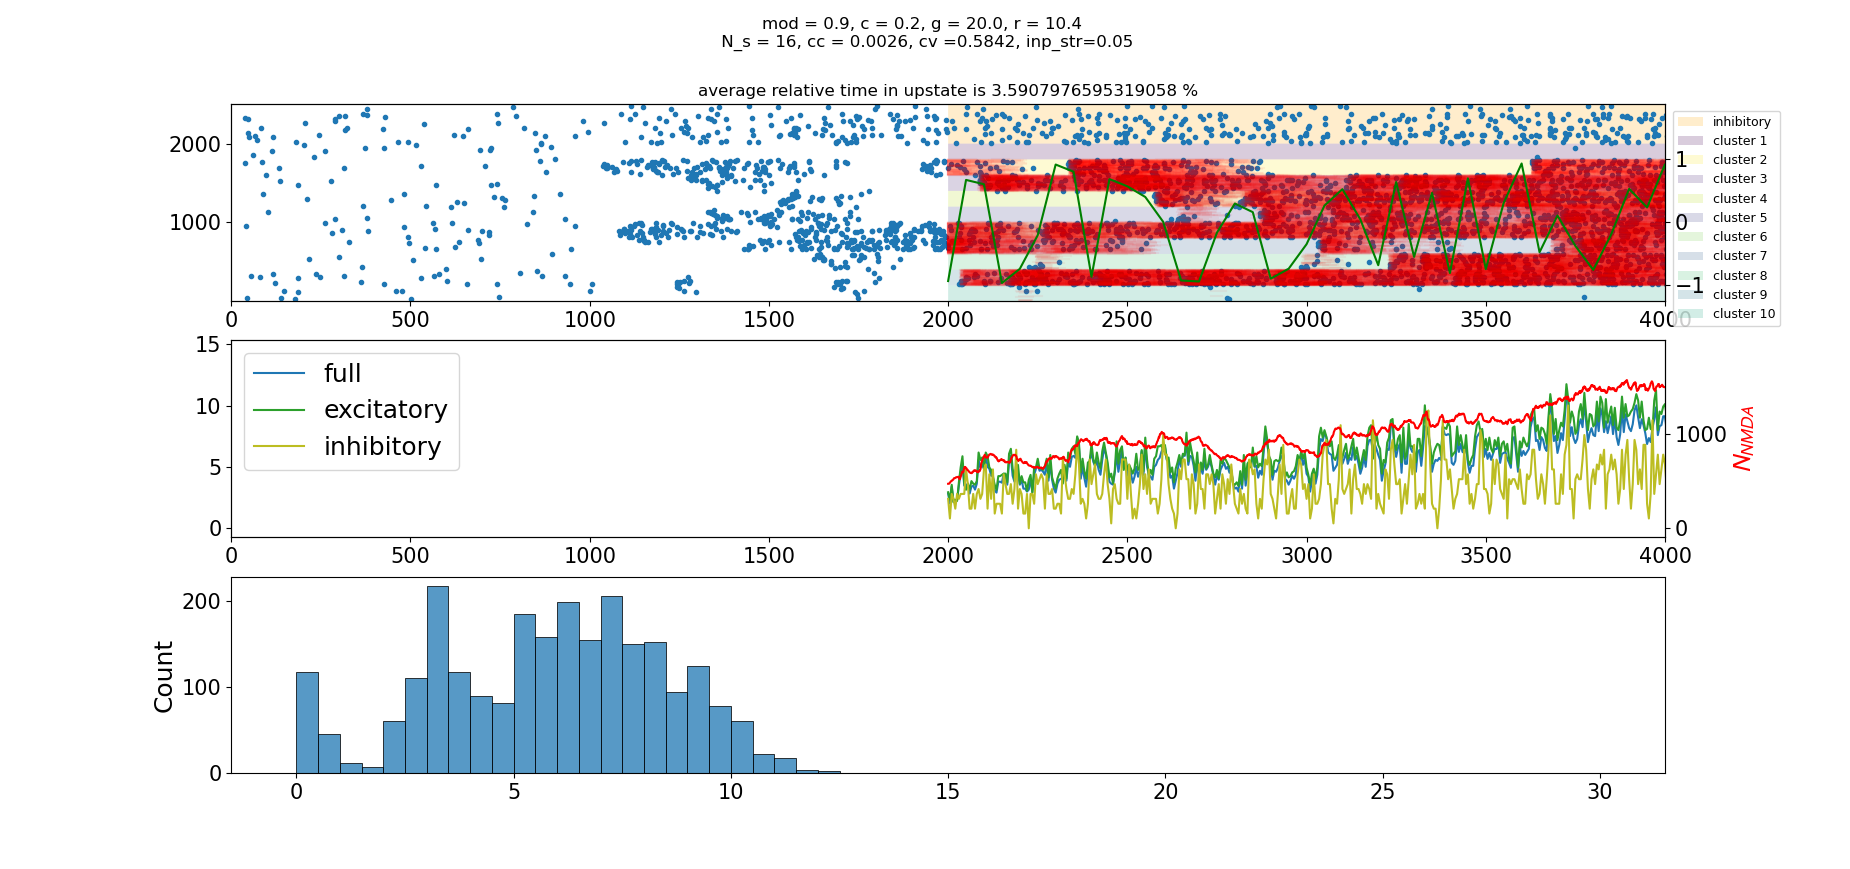 mod = 0.9, c = 0.2, g = 20.0, r = 10.4
N_s = 16, cc = 0.0026, cv =0.5842, inp_str=0.05
average relative time in upstate is 3.5907976595319058 %
2000
1000
1
0
−1
0 500 1000 1500 2000 2500 3000 3500 4000
inhibitory
cluster 1
cluster 2
cluster 3
cluster 4
cluster 5
cluster 6
cluster 7
cluster 8
cluster 9
cluster 10
15
10
5
0
full
excitatory
inhibitory
1000
0
N_NMDA
0 500 1000 1500 2000 2500 3000 3500 4000
Count
200
100
0
0 5 10 15 20 25 30